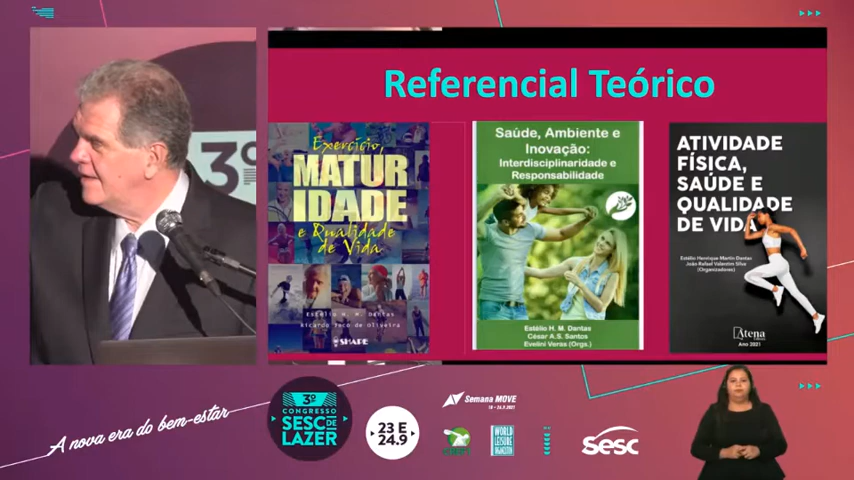 3º
Referencial Teórico
Exercício,
MATUR
IDADE
e Qualidade
de Vida
Estélio H. M. Dantas
Ricardo Jacó de Oliveira
SHAPE
Saúde, Ambiente e
Inovação:
Interdisciplinaridade e
Responsabilidade
Estélio H. M. Dantas
César A.S. Santos
Evelini Veras (Orgs.)
ATIVIDADE
FÍSICA,
SAÚDE E
QUALIDADE
DE VIDA
Estélio Henrique Martin Dantas
João Rafael Valentim Silva
(Organizadores)
Atena
Ano 2021
A nova era do bem-estar
3º
CONGRESSO
SESC DE
LAZER
23 E
24.9
Semana MOVE
WORLD
LEISURE
ORGANIZATION
Sesc